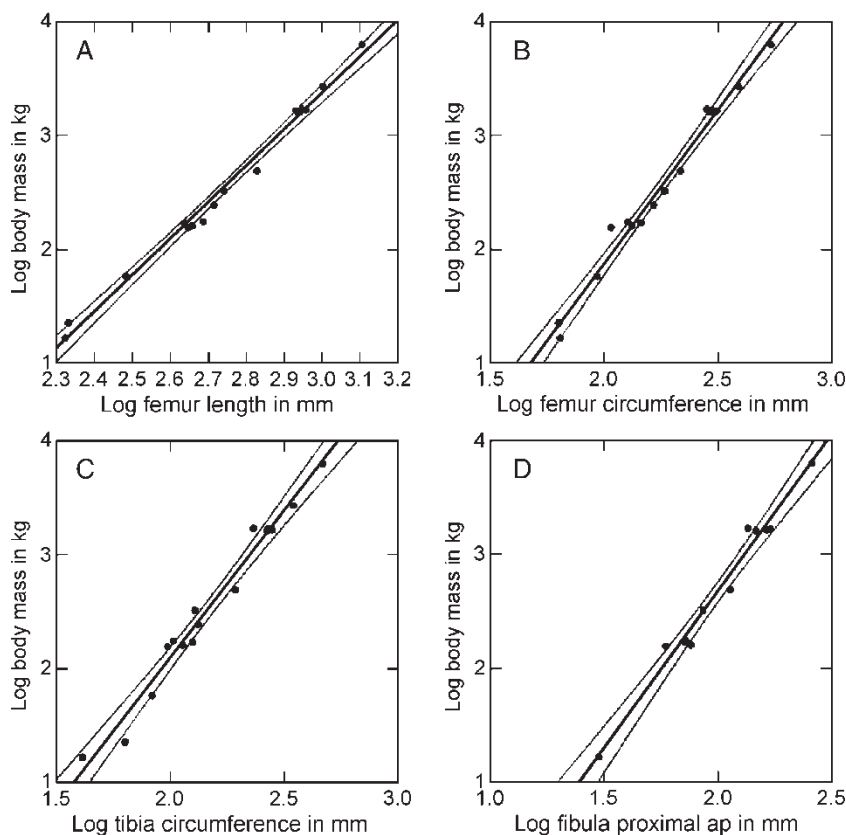 A
Log body mass in kg
4
3
2
1
2.3 2.4 2.5 2.6 2.7 2.8 2.9 3.0 3.1 3.2
Log femur length in mm
B
Log body mass in kg
4
3
2
1
1.5 2.0 2.5 3.0
Log femur circumference in mm
C
Log body mass in kg
4
3
2
1
1.5 2.0 2.5 3.0
Log tibia circumference in mm
D
Log body mass in kg
4
3
2
1
1.0 1.5 2.0 2.5
Log fibula proximal ap in mm